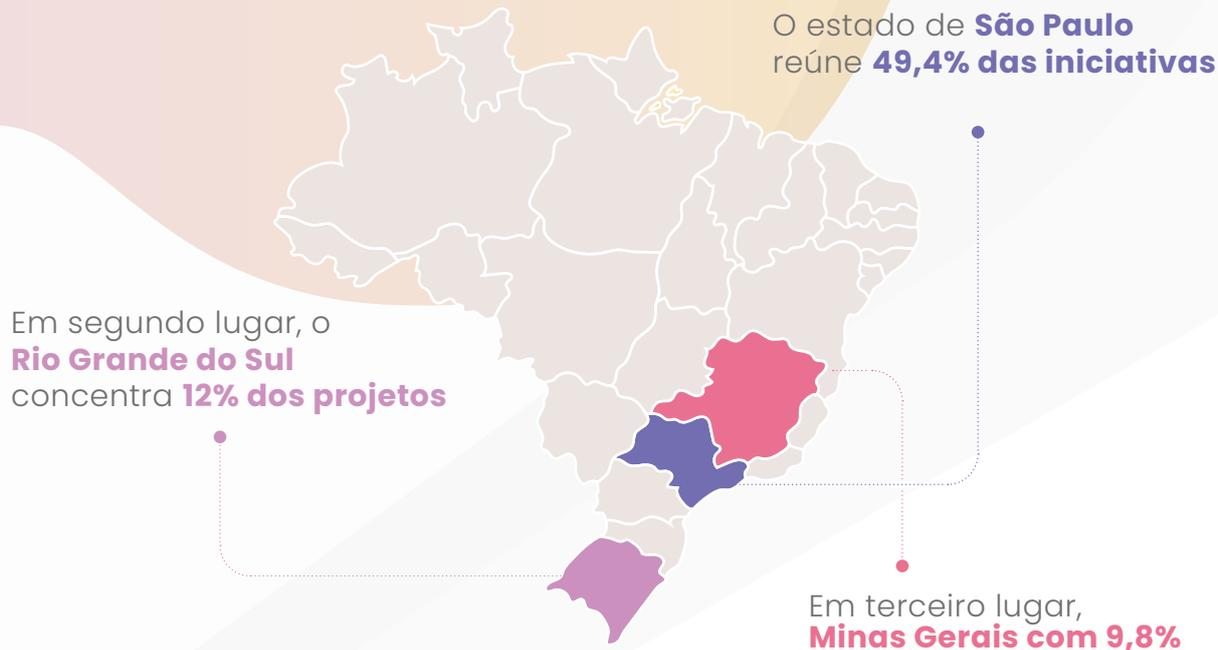 O estado de São Paulo
reúne 49,4% das iniciativas
Em segundo lugar, o
Rio Grande do Sul
concentra 12% dos projetos
Em terceiro lugar,
Minas Gerais com 9,8%